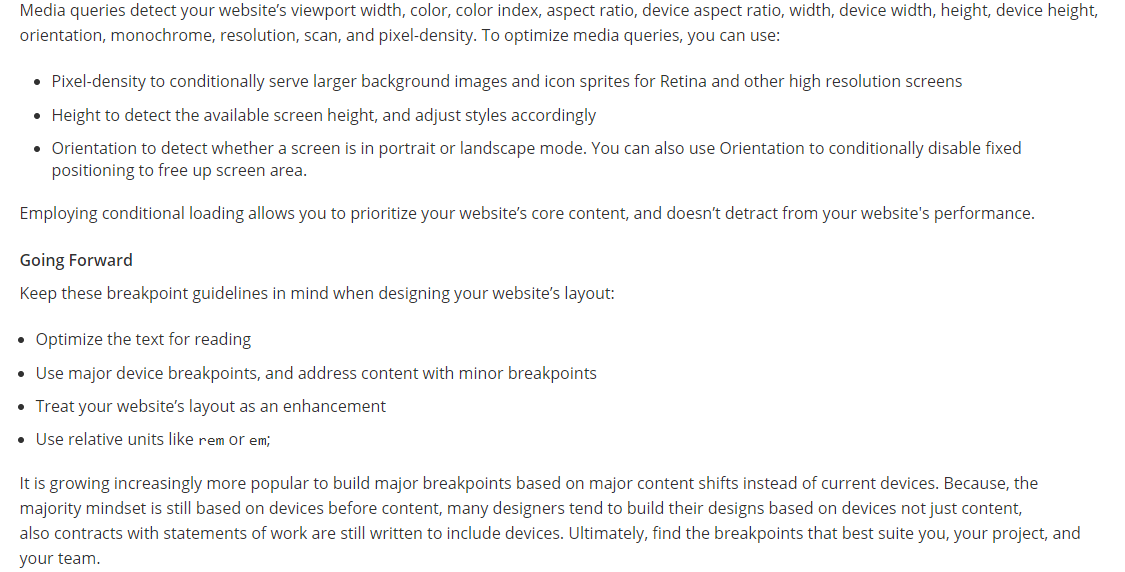 Media queries detect your website’s viewport width, color, color index, aspect ratio, device aspect ratio, width, device width, height, device height,
orientation, monochrome, resolution, scan, and pixel-density. To optimize media queries, you can use:
• Pixel-density to conditionally serve larger background images and icon sprites for Retina and other high resolution screens
• Height to detect the available screen height, and adjust styles accordingly
• Orientation to detect whether a screen is in portrait or landscape mode. You can also use Orientation to conditionally disable fixed
positioning to free up screen area.
Employing conditional loading allows you to prioritize your website’s core content, and doesn’t detract from your website's performance.
Going Forward
Keep these breakpoint guidelines in mind when designing your website’s layout:
• Optimize the text for reading
• Use major device breakpoints, and address content with minor breakpoints
• Treat your website’s layout as an enhancement
• Use relative units like rem or em;
It is growing increasingly more popular to build major breakpoints based on major content shifts instead of current devices. Because, the
majority mindset is still based on devices before content, many designers tend to build their designs based on devices not just content,
also contracts with statements of work are still written to include devices. Ultimately, find the breakpoints that best suite you, your project, and
your team.